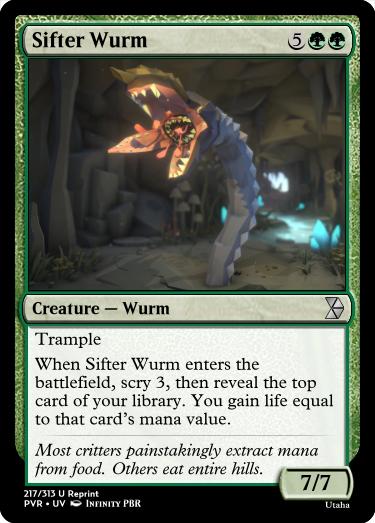 Sifter Wurm 5
Creature — Wurm
Trample
When Sifter Wurm enters the
battlefield, scry 3, then reveal the top
card of your library. You gain life equal
to that card's mana value.
Most critters painstakingly extract mana
from food. Others eat entire hills.
7/7
217/313 U Reprint
PVR • UV INFINITY PBR
Utaha